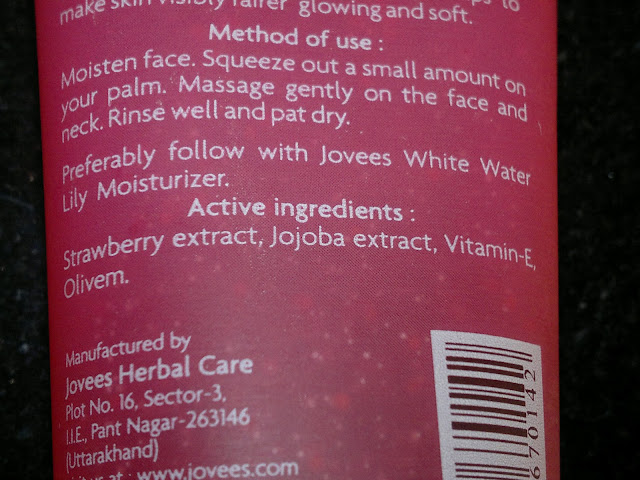 make skin visibly fairer glowing and soft.
to
Method of use :
Moisten face. Squeeze out a small amount on
your palm. Massage gently on the face and
neck. Rinse well and pat dry.
Preferably follow with Jovees White Water
Lily Moisturizer.
Active ingredients :
Strawberry extract, Jojoba extract, Vitamin-E,
Olivem.
Manufactured by
Jovees Herbal Care
Plot No. 16, Sector-3,
I.I.E., Pant Nagar-263146
(Uttarakhand)
at : www.jovees.com
670142